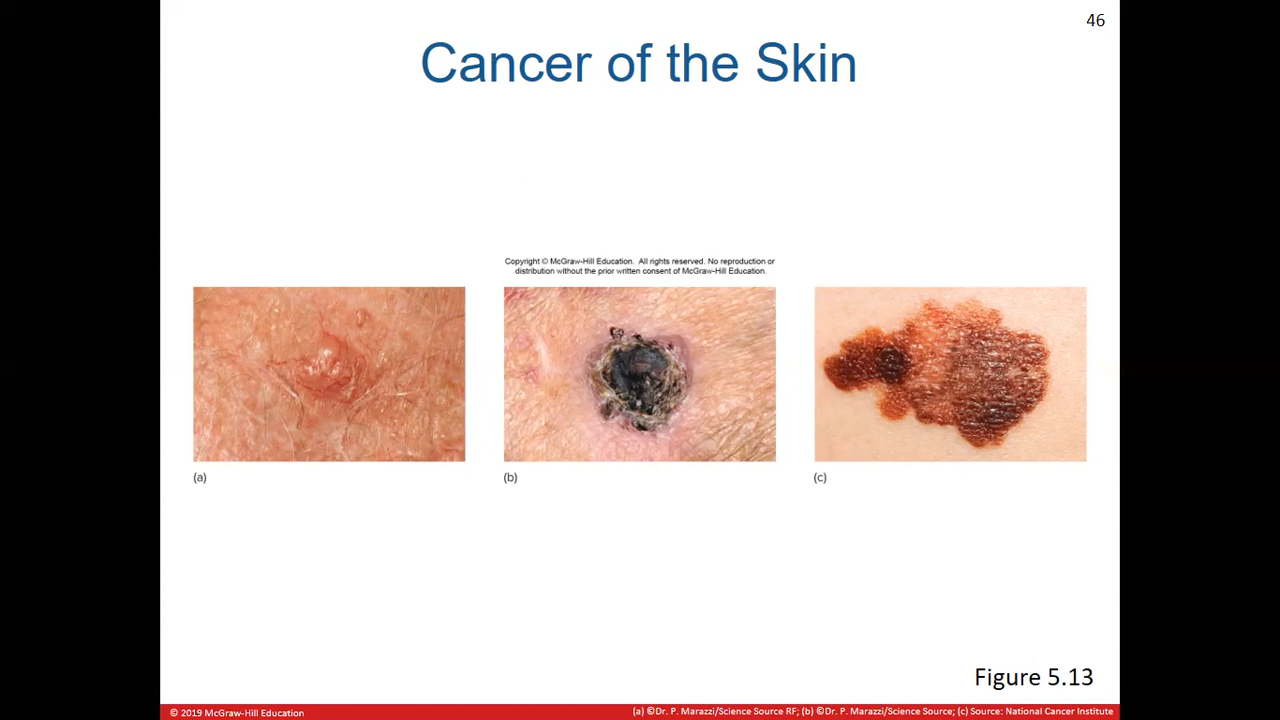 46
Cancer of the Skin
Copyright © McGraw-Hill Education. All rights reserved. No reproduction or
distribution without the prior written consent of McGraw-Hill Education.
(a)
(b)
(c)
Figure 5.13
© 2019 McGraw-Hill Education
(a) ©Dr. P. Marazzi/Science Source RF; (b) ©Dr. P. Marazzi/Science Source; (c) Source: National Cancer Institute